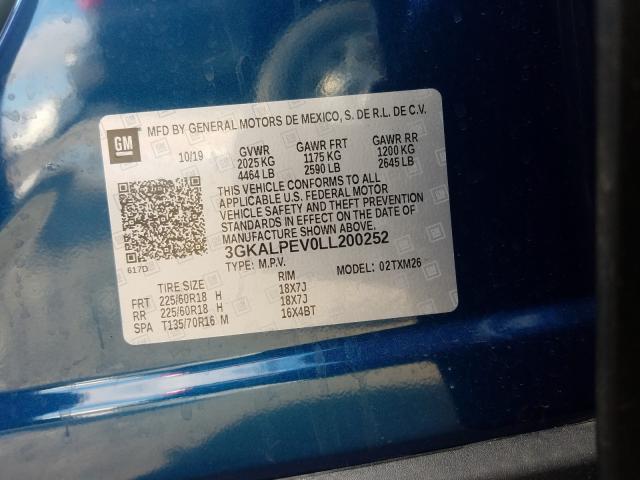 GM
MFD BY GENERAL MOTORS DE MEXICO, S. DE R.L. DE C.V.
10/19 GVWR GAWR FRT GAWR RR
2025 KG 1175 KG 1200 KG
4464 LB 2590 LB 2645 LB
THIS VEHICLE CONFORMS TO ALL
APPLICABLE U.S. FEDERAL MOTOR
VEHICLE SAFETY AND THEFT PREVENTION
STANDARDS IN EFFECT ON THE DATE OF
MANUFACTURE SHOWN ABOVE.
3GKALPEV0LL200252
617D
TYPE: M.P.V. MODEL: 02TXM26
TIRE SIZE RIM
FRT 225/60R18 H 18X7J
RR 225/60R18 H 18X7J
SPA T135/70R16 M 16X4BT